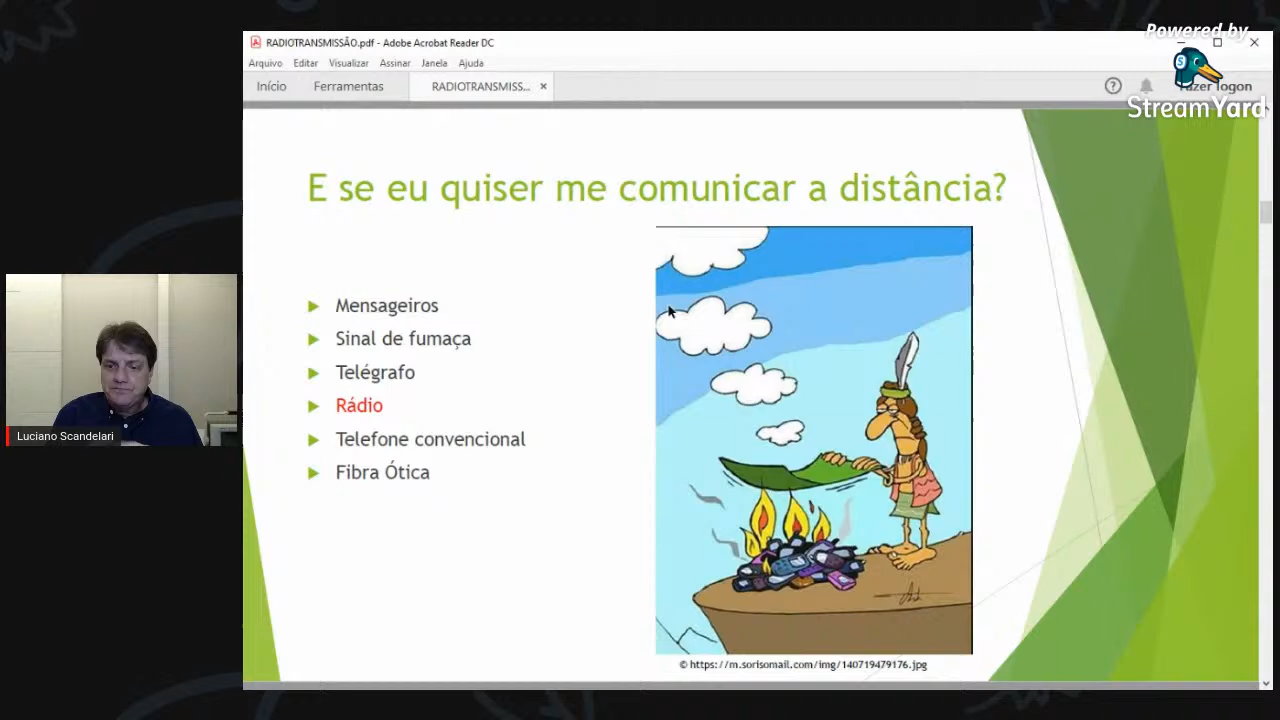 Powered by
StreamYard
RADIOTRANSMISSÃO.pdf - Adobe Acrobat Reader DC
Arquivo Editar Visualizar Assinar Janela Ajuda
Início Ferramentas RADIOTRANSMISS... Fazer logon
E se eu quiser me comunicar a distância?
Mensageiros
Sinal de fumaça
Telégrafo
Rádio
Telefone convencional
Fibra Ótica
© https://m.sorisomail.com/img/140719479176.jpg
Luciano Scandelari